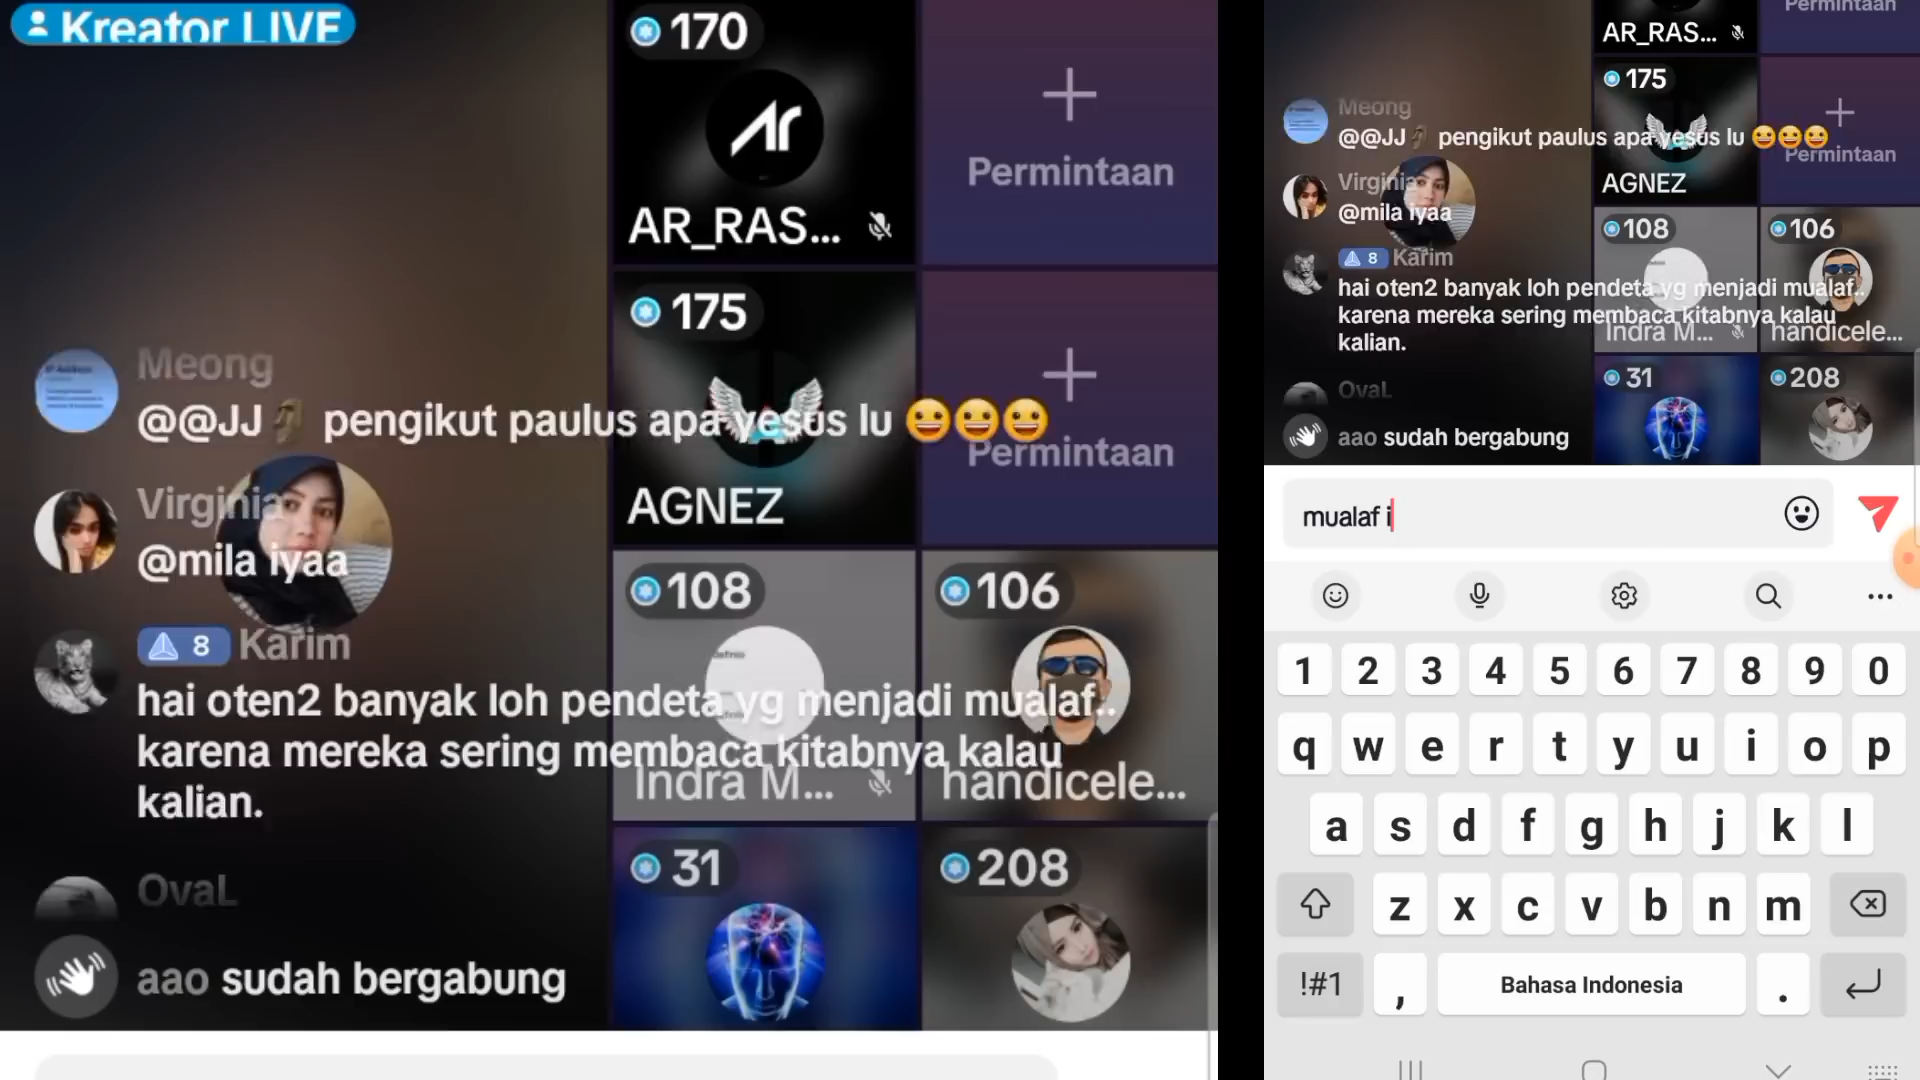 Kreator LIVE
170
AR_RAS...
Permintaan
175
AGNEZ
Permintaan
Meong
@@JJ🗿 pengikut paulus apa yesus lu 😀😀😀
Virginia
@mila iyaa
8 Karim
hai oten2 banyak loh pendeta yg menjadi mualaf..
karena mereka sering membaca kitabnya kalau
kalian.
108
Indra M...
106
handicele...
31
208
OvaL
aao sudah bergabung
Permintaan
AR_RAS...
175
AGNEZ
Permintaan
Meong
@@JJ🗿 pengikut paulus apa yesus lu 😀😀😀
Virginia
@mila iyaa
8 Karim
hai oten2 banyak loh pendeta yg menjadi mualaf..
karena mereka sering membaca kitabnya kalau
kalian.
108
Indra M...
106
handicele...
31
208
OvaL
aao sudah bergabung
mualaf i
1 2 3 4 5 6 7 8 9 0
q w e r t y u i o p
a s d f g h j k l
z x c v b n m
!#1 , Bahasa Indonesia .